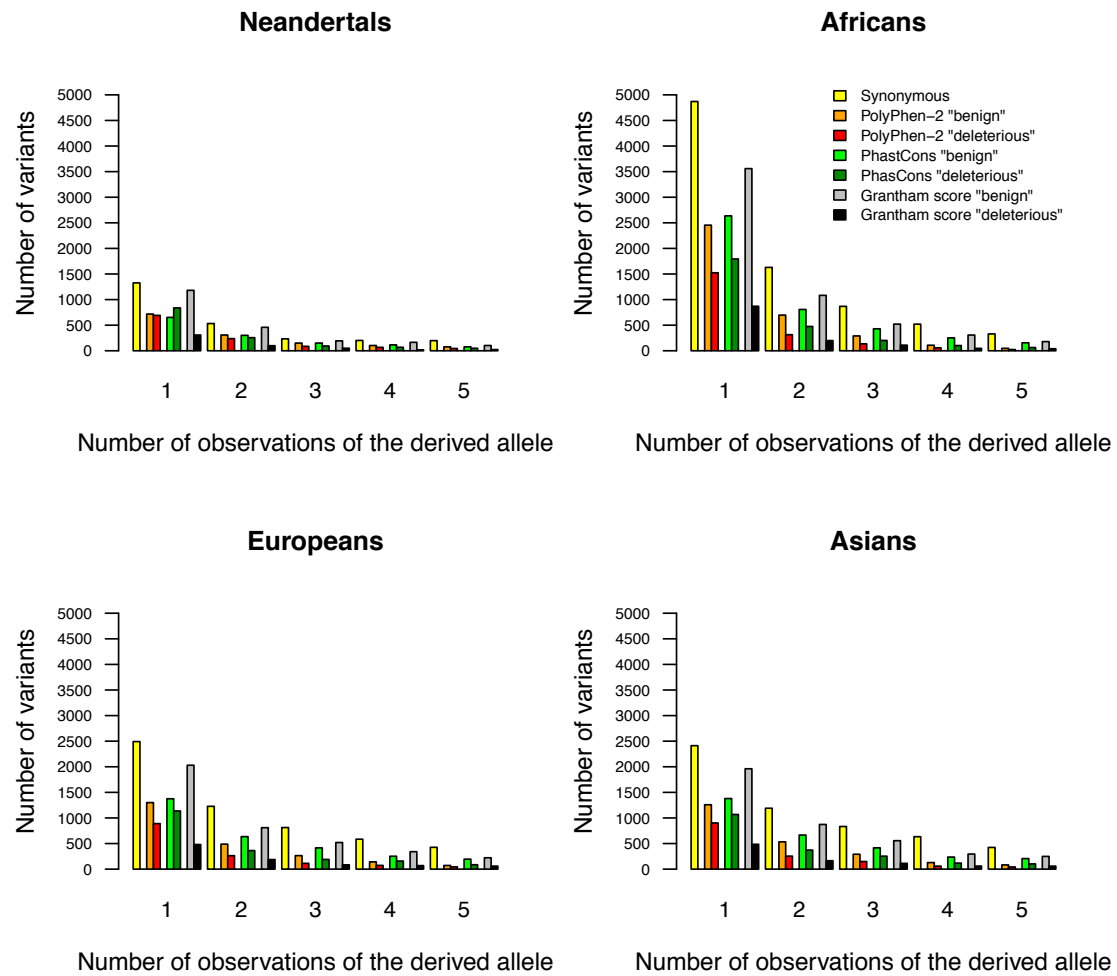 Neandertals
Number of variants
5000
4500
4000
3500
3000
2500
2000
1500
1000
500
0
1 2 3 4 5
Number of observations of the derived allele
Africans
Number of variants
5000
4500
4000
3500
3000
2500
2000
1500
1000
500
0
Synonymous
PolyPhen−2 "benign"
PolyPhen−2 "deleterious"
PhastCons "benign"
PhasCons "deleterious"
Grantham score "benign"
Grantham score "deleterious"
1 2 3 4 5
Number of observations of the derived allele
Europeans
Number of variants
5000
4500
4000
3500
3000
2500
2000
1500
1000
500
0
1 2 3 4 5
Number of observations of the derived allele
Asians
Number of variants
5000
4500
4000
3500
3000
2500
2000
1500
1000
500
0
1 2 3 4 5
Number of observations of the derived allele